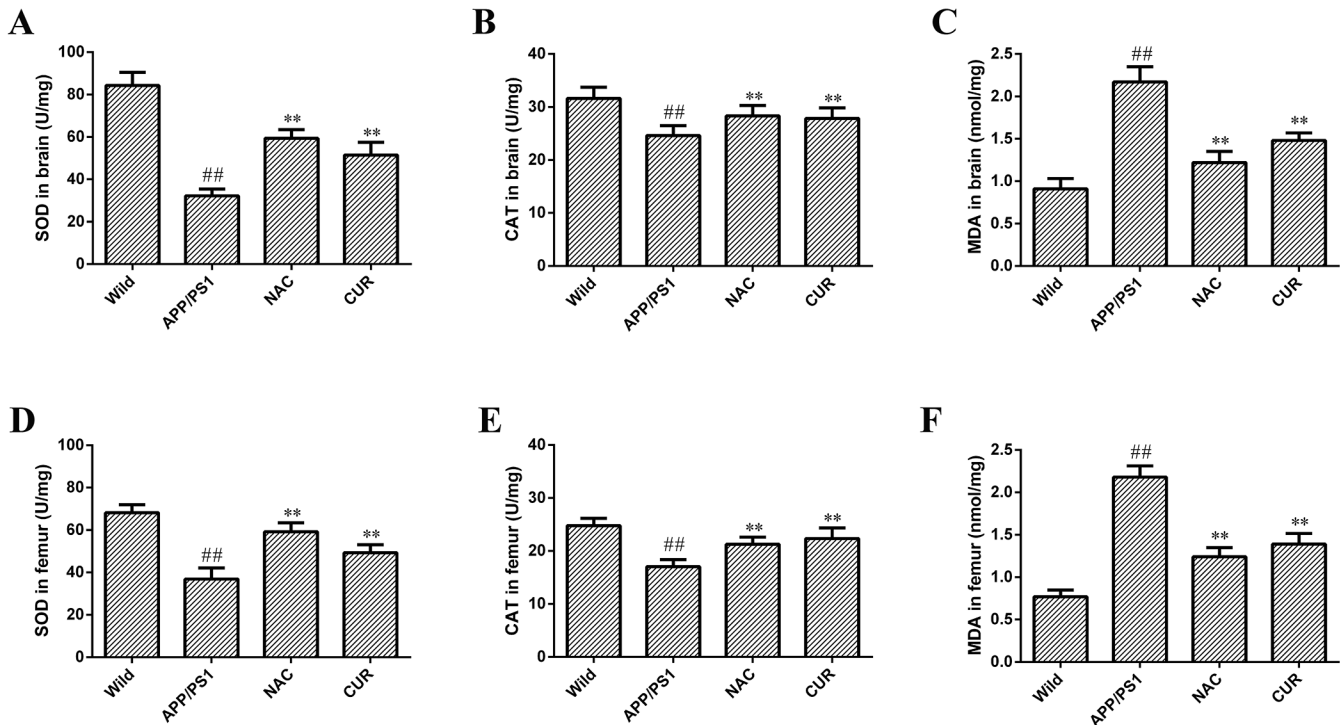 A
SOD in brain (U/mg)
100
80
60
40
20
0
##
**
**
Wild
APP/PS1
NAC
CUR
B
CAT in brain (U/mg)
40
30
20
10
0
##
**
**
Wild
APP/PS1
NAC
CUR
C
MDA in brain (nmol/mg)
2.5
2.0
1.5
1.0
0.5
0.0
##
**
**
Wild
APP/PS1
NAC
CUR
D
SOD in femur (U/mg)
100
80
60
40
20
0
##
**
**
Wild
APP/PS1
NAC
CUR
E
CAT in femur (U/mg)
40
30
20
10
0
##
**
**
Wild
APP/PS1
NAC
CUR
F
MDA in femur (nmol/mg)
2.5
2.0
1.5
1.0
0.5
0.0
##
**
**
Wild
APP/PS1
NAC
CUR